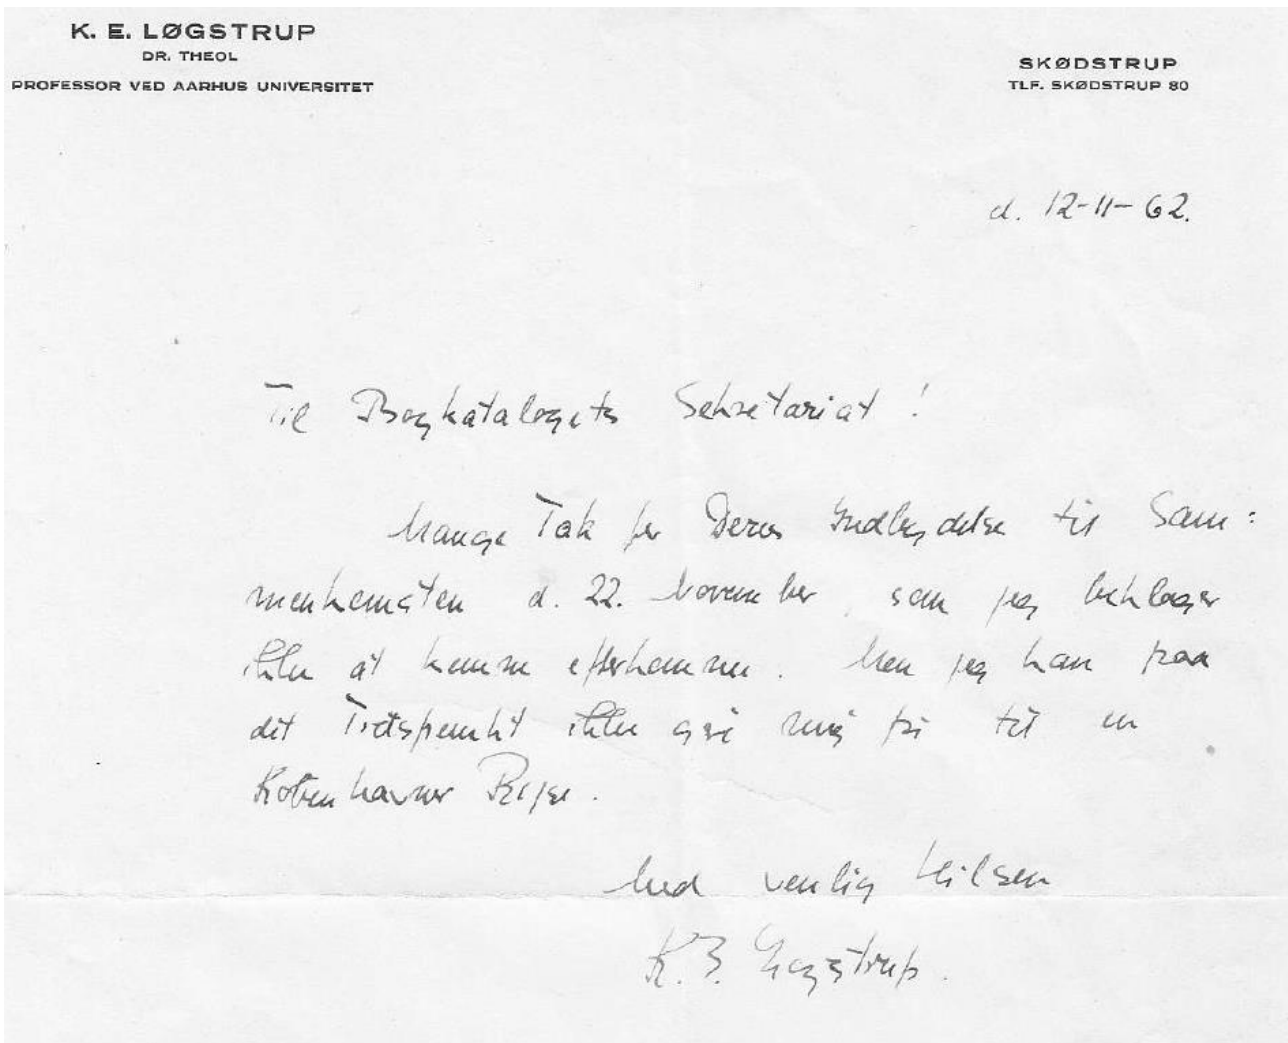 K. E. LØGSTRUP
DR. THEOL
PROFESSOR VED AARHUS UNIVERSITET
SKØDSTRUP
TLF. SKØDSTRUP 80
d. 12-11-62.
Til Bogkatalogets Sekretariat!
Mange Tak for Deres Indbydelse til Sam=
menkomsten d. 22. November, som jeg beklager
ikke at kunne efterkomme. Men jeg kan paa
det Tidspunkt ikke gøre mig fri til en
Københavner Rejse.
Med venlig Hilsen
K. E. Løgstrup.